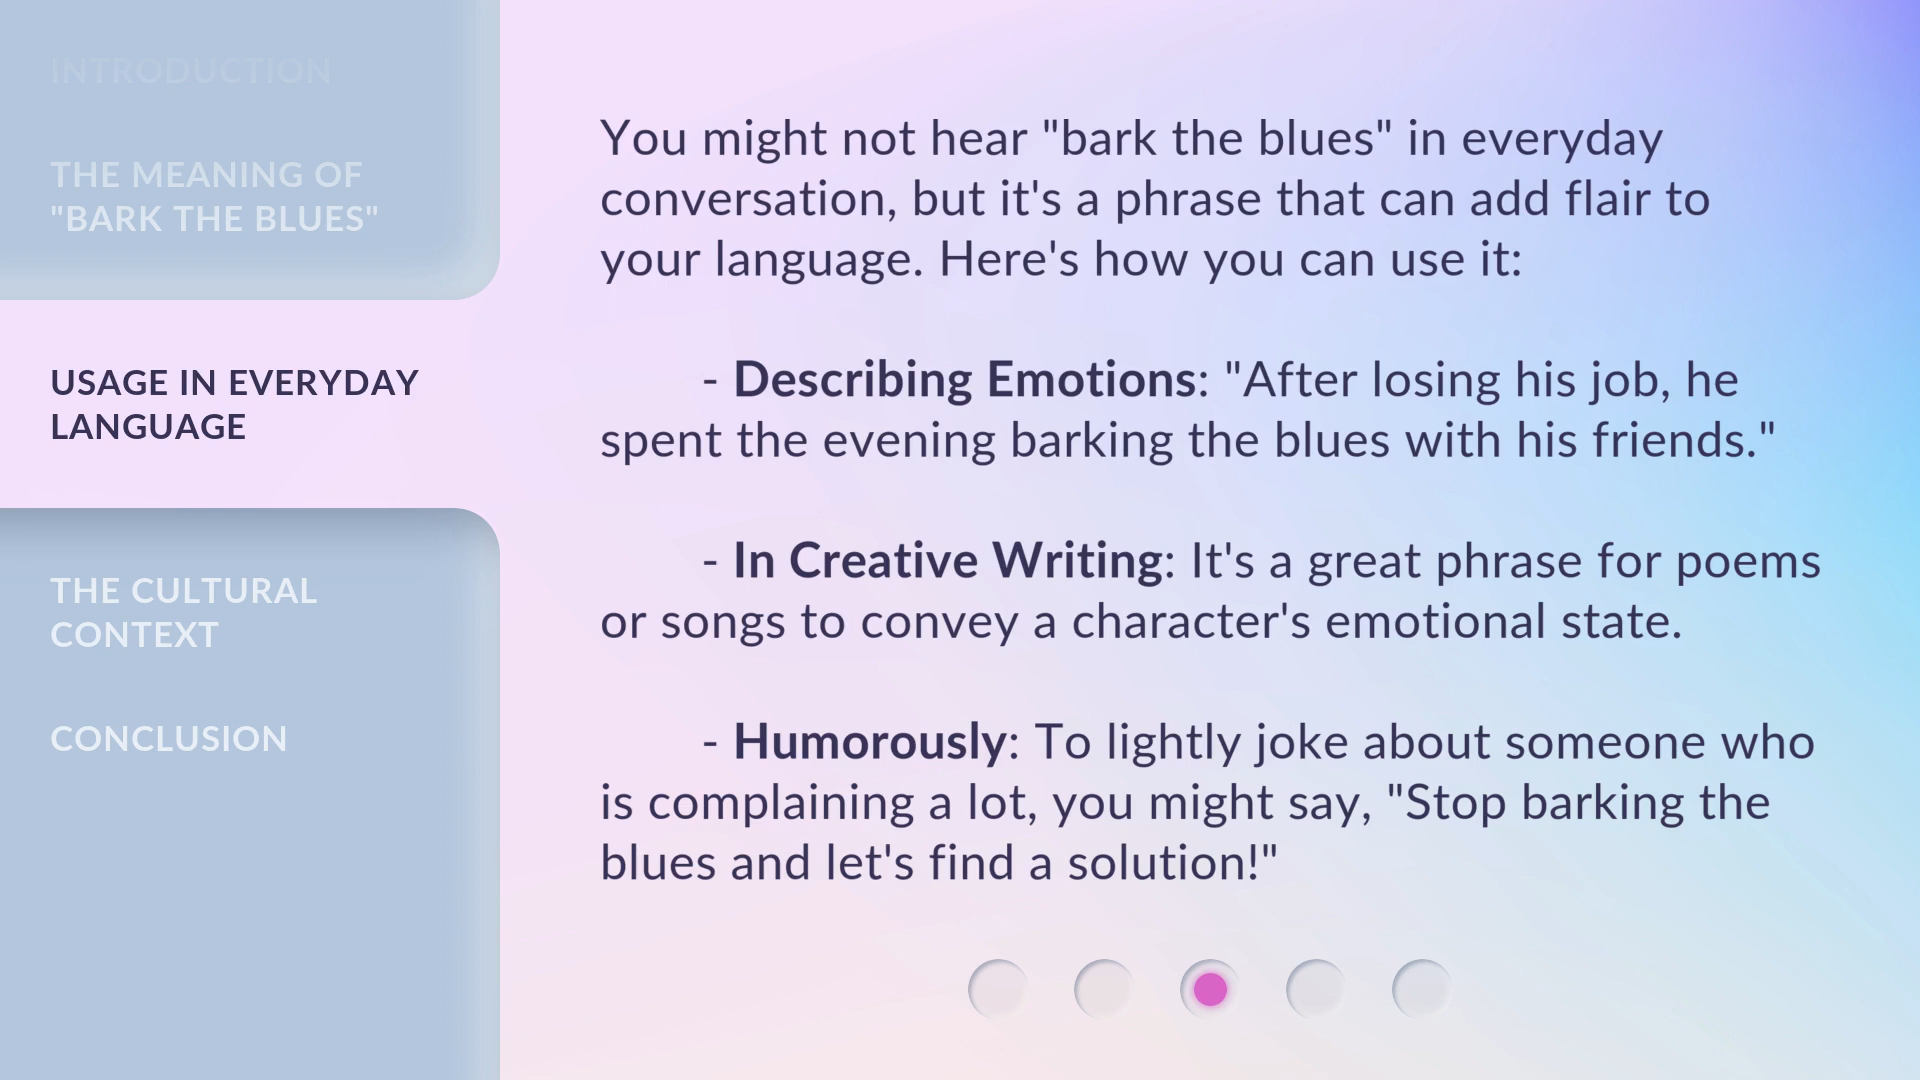 INTRODUCTION
THE MEANING OF
"BARK THE BLUES"
USAGE IN EVERYDAY
LANGUAGE
THE CULTURAL
CONTEXT
CONCLUSION
You might not hear "bark the blues" in everyday
conversation, but it's a phrase that can add flair to
your language. Here's how you can use it:
- Describing Emotions: "After losing his job, he
spent the evening barking the blues with his friends."
- In Creative Writing: It's a great phrase for poems
or songs to convey a character's emotional state.
- Humorously: To lightly joke about someone who
is complaining a lot, you might say, "Stop barking the
blues and let's find a solution!"